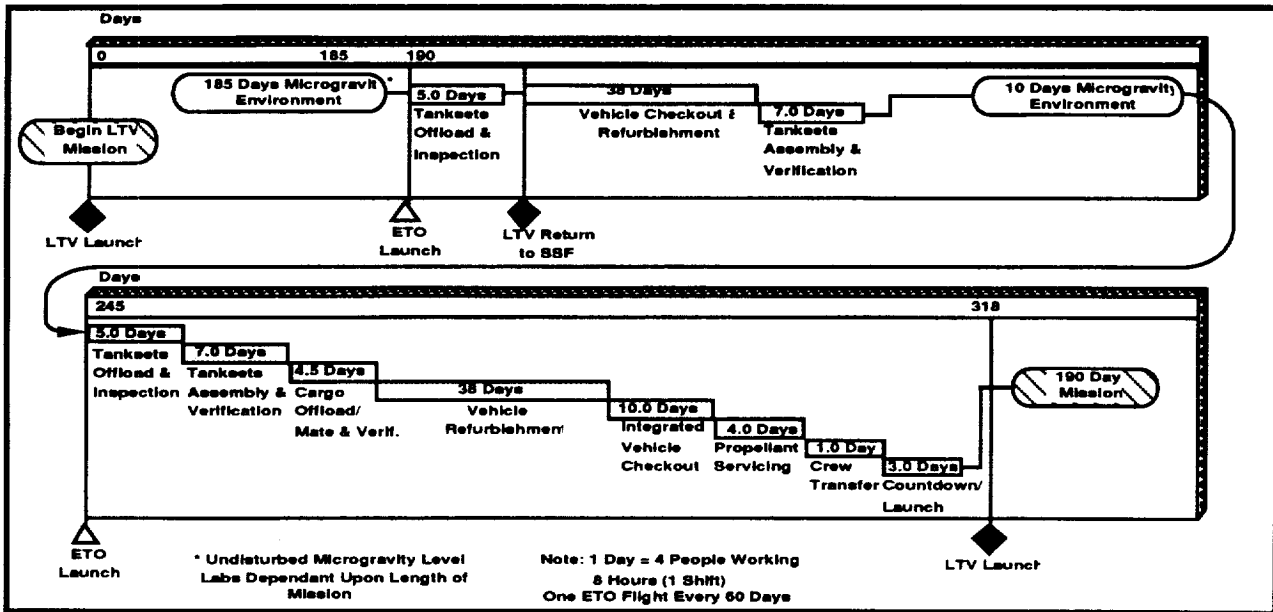 Days
0 185 190
185 Days Microgravit *
Environment
5.0 Days
Tanksets
Offload &
Inspection
38 Days
Vehicle Checkout &
Refurbishment
7.0 Days
Tanksets
Assembly &
Verification
10 Days Microgravity
Environment
Begin LTV
Mission
LTV Launch
ETO
Launch
LTV Return
to SSF
Days
245 318
5.0 Days
Tanksets
Offload &
Inspection
7.0 Days
Tanksets
Assembly &
Verification
4.5 Days
Cargo
Offload/
Mate & Verif.
38 Days
Vehicle
Refurbishment
10.0 Days
Integrated
Vehicle
Checkout
4.0 Days
Propellant
Servicing
1.0 Day
Crew
Transfer
3.0 Days
Countdown/
Launch
190 Day
Mission
ETO
Launch
* Undisturbed Microgravity Level
Labs Dependant Upon Length of
Mission
Note: 1 Day = 4 People Working
8 Hours (1 Shift)
One ETO Flight Every 60 Days
LTV Launch